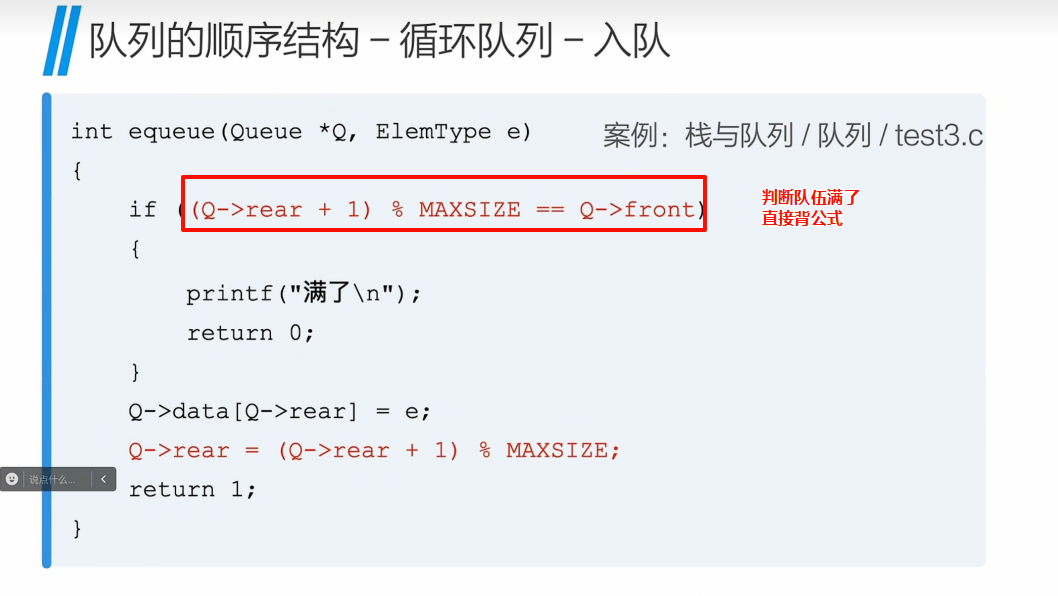 队列的顺序结构 – 循环队列 – 入队
int equeue(Queue *Q, ElemType e)
案例：栈与队列 / 队列 / test3.c
{
if ((Q->rear + 1) % MAXSIZE == Q->front)
判断队伍满了
直接背公式
{
printf("满了\n");
return 0;
}
Q->data[Q->rear] = e;
Q->rear = (Q->rear + 1) % MAXSIZE;
说点什么...
return 1;
}